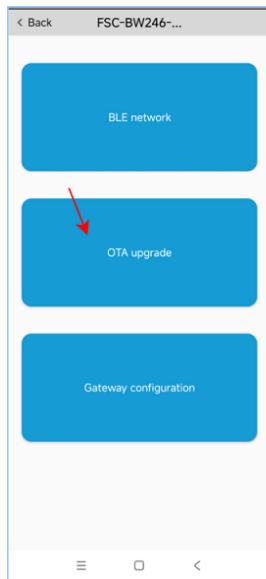 < Back FSC-BW246-...
BLE network
OTA upgrade
Gateway configuration